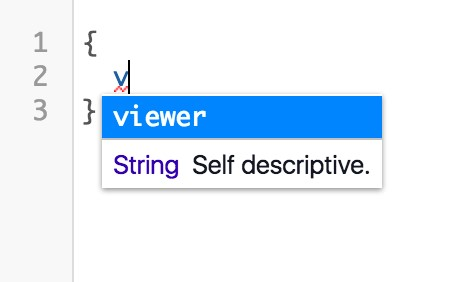 1 {
2 v
viewer
3 }
String Self descriptive.